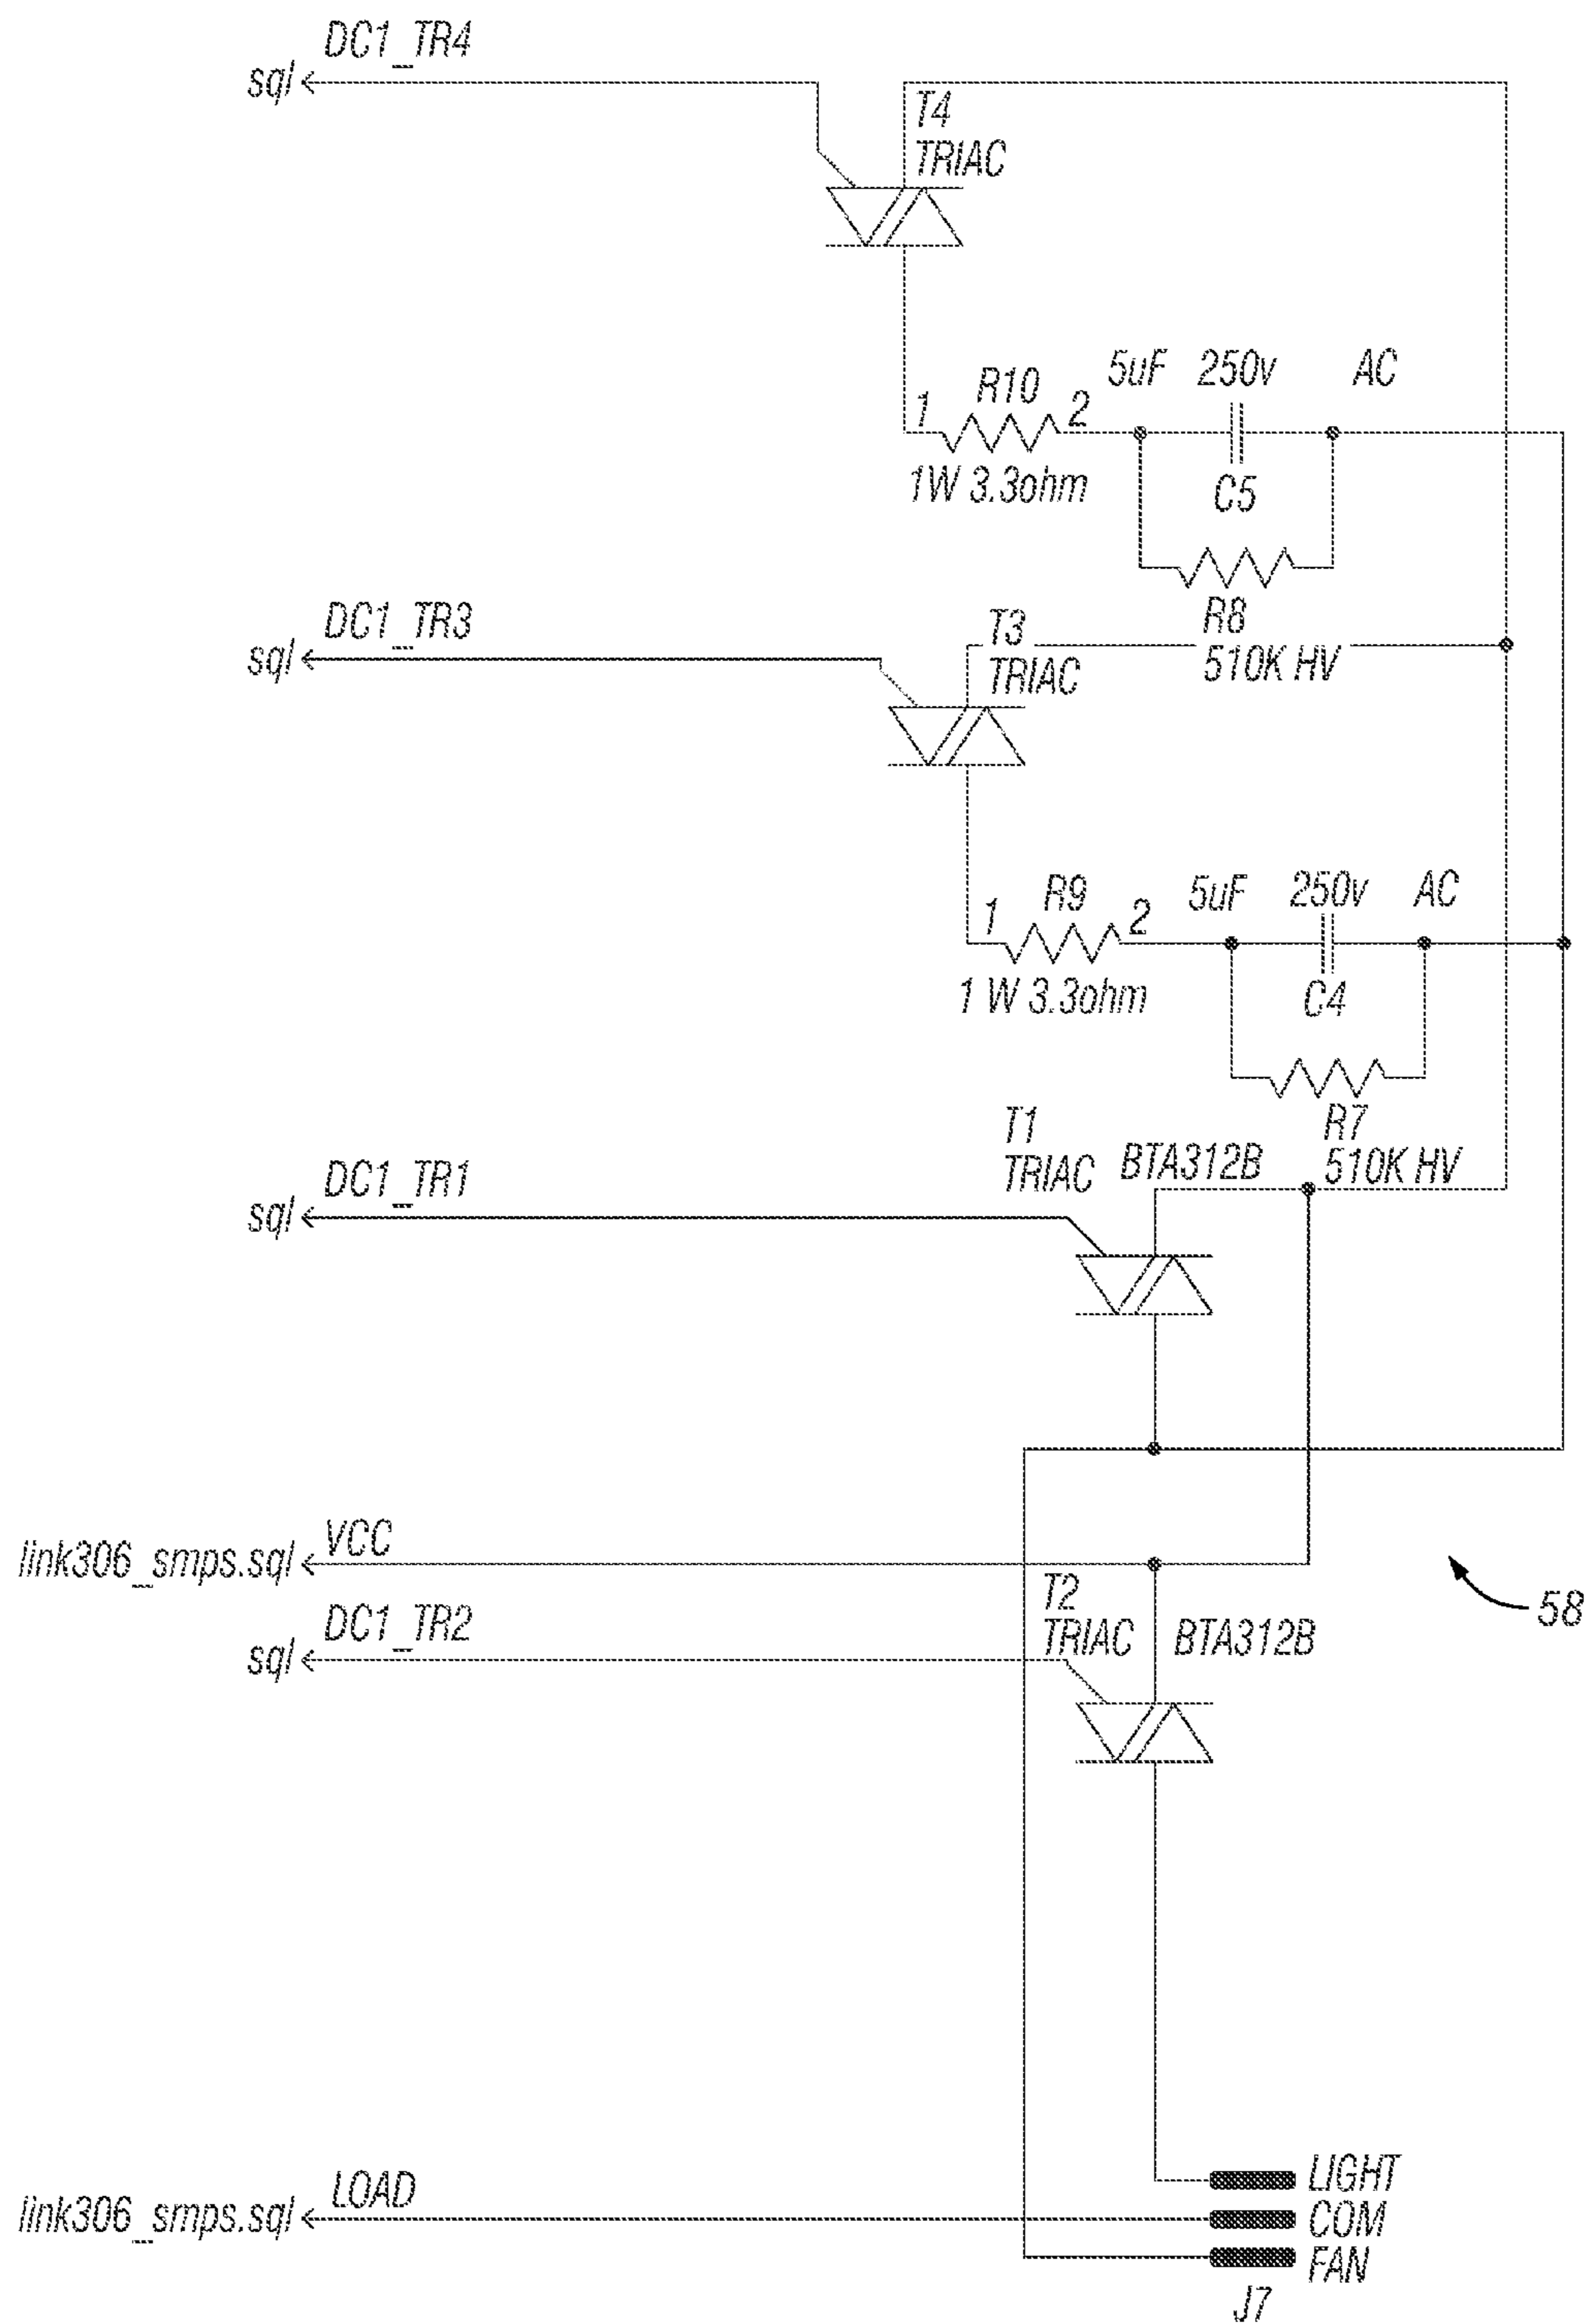 DC1_TR4
sql
T4
TRIAC
5uF 250v AC
1 R10 2
1W 3.3ohm
C5
R8
510K HV
DC1_TR3
sql
T3
TRIAC
5uF 250v AC
1 R9 2
1 W 3.3ohm
C4
R7
510K HV
T1
TRIAC BTA312B
DC1_TR1
sql
VCC
link306_smps.sql
T2
TRIAC BTA312B
DC1_TR2
sql
58
LOAD
link306_smps.sql
LIGHT
COM
FAN
J7